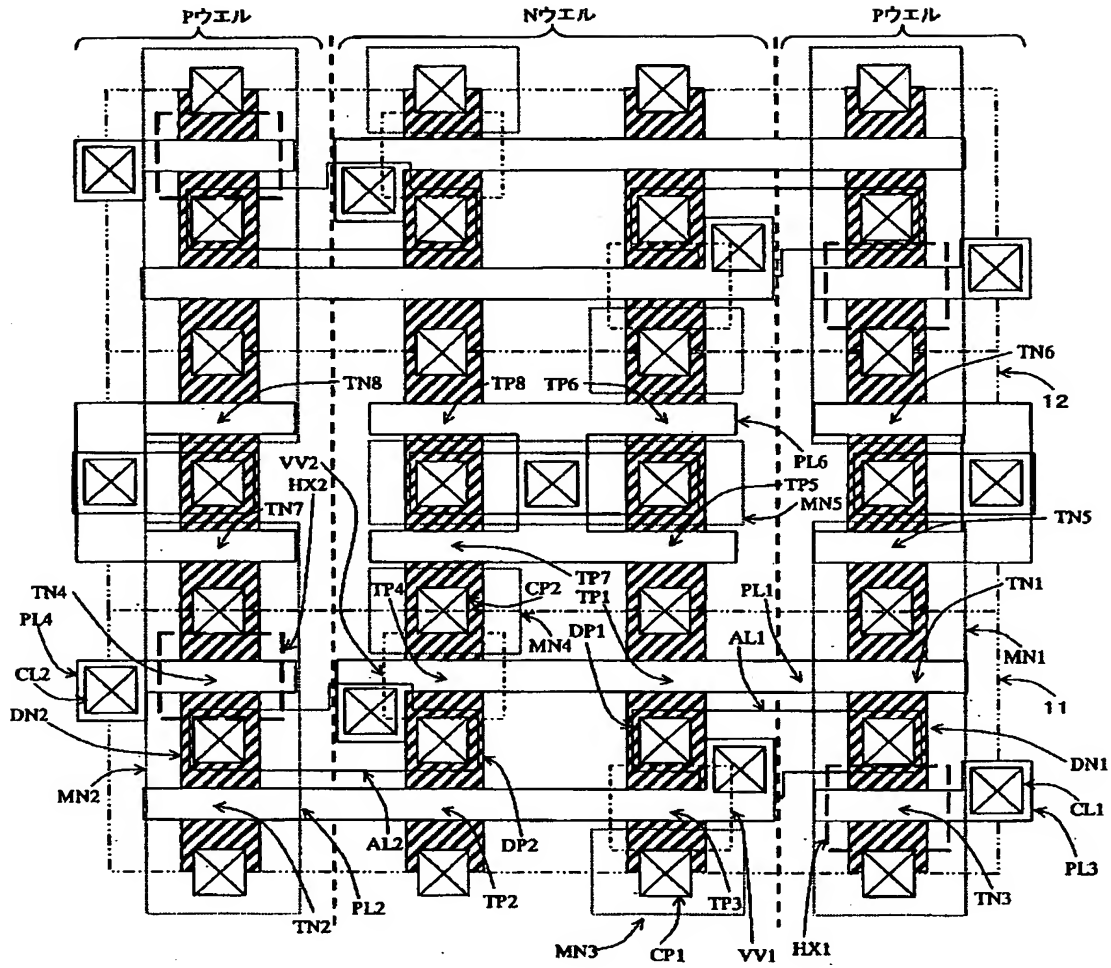 Pウエル
Nウエル
Pウエル
TN8
TP8
TP6
TN6
12
PL6
VV2
HX2
TP5
MN5
TN7
TN5
TN4
TP4
CP2
TP7
TP1
PL1
TN1
PL4
MN4
DP1
AL1
MN1
CL2
11
DN2
DN1
MN2
CL1
AL2
DP2
PL3
TN2
PL2
TP2
TP3
TN3
MN3
CP1
VV1
HX1